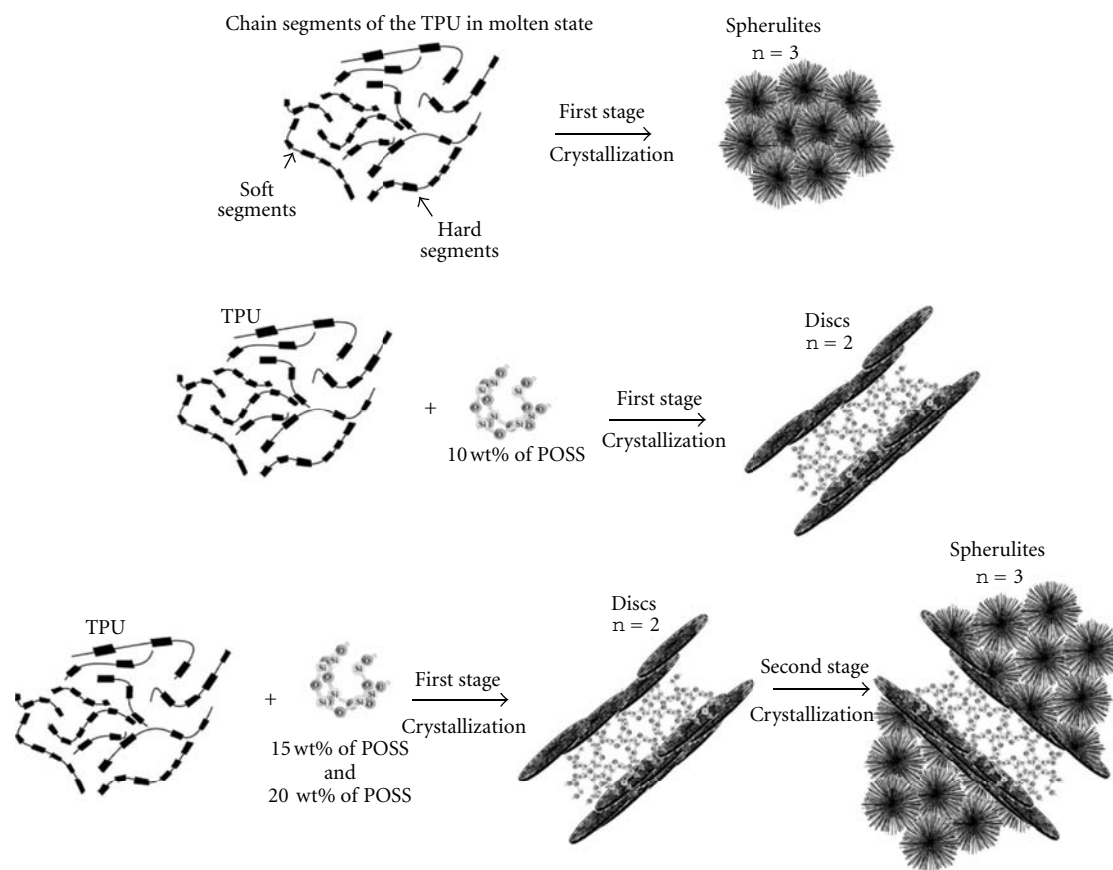 Chain segments of the TPU in molten state
Spherulites
n = 3
First stage
Crystallization
Soft
segments
Hard
segments
TPU
+
10 wt% of POSS
First stage
Crystallization
Discs
n = 2
TPU
+
15 wt% of POSS
and
20 wt% of POSS
First stage
Crystallization
Discs
n = 2
Second stage
Crystallization
Spherulites
n = 3